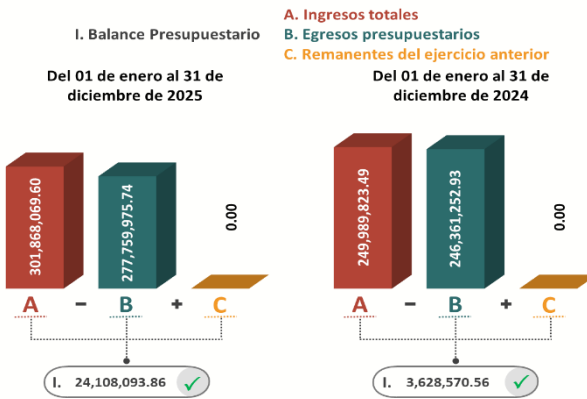 I. Balance Presupuestario
A. Ingresos totales
B. Egresos presupuestarios
C. Remanentes del ejercicio anterior
Del 01 de enero al 31 de
diciembre de 2025
301,868,069.60
277,759,975.74
0.00
A - B + C
I. 24,108,093.86
Del 01 de enero al 31 de
diciembre de 2024
249,989,823.49
246,361,252.93
0.00
A - B + C
I. 3,628,570.56